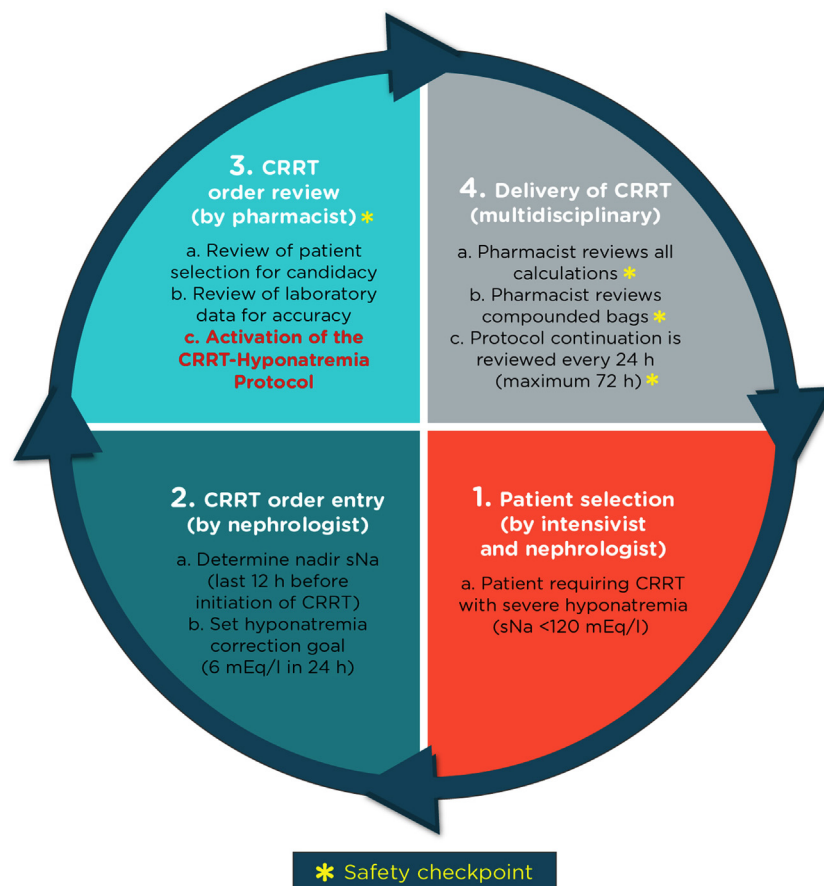 3. CRRT
order review
(by pharmacist) *
a. Review of patient
selection for candidacy
b. Review of laboratory
data for accuracy
c. Activation of the
CRRT-Hyponatremia
Protocol
4. Delivery of CRRT
(multidisciplinary)
a. Pharmacist reviews all
calculations *
b. Pharmacist reviews
compounded bags *
c. Protocol continuation is
reviewed every 24 h
(maximum 72 h) *
2. CRRT order entry
(by nephrologist)
a. Determine nadir sNa
(last 12 h before
initiation of CRRT)
b. Set hyponatremia
correction goal
(6 mEq/l in 24 h)
1. Patient selection
(by intensivist
and nephrologist)
a. Patient requiring CRRT
with severe hyponatremia
(sNa <120 mEq/l)
* Safety checkpoint